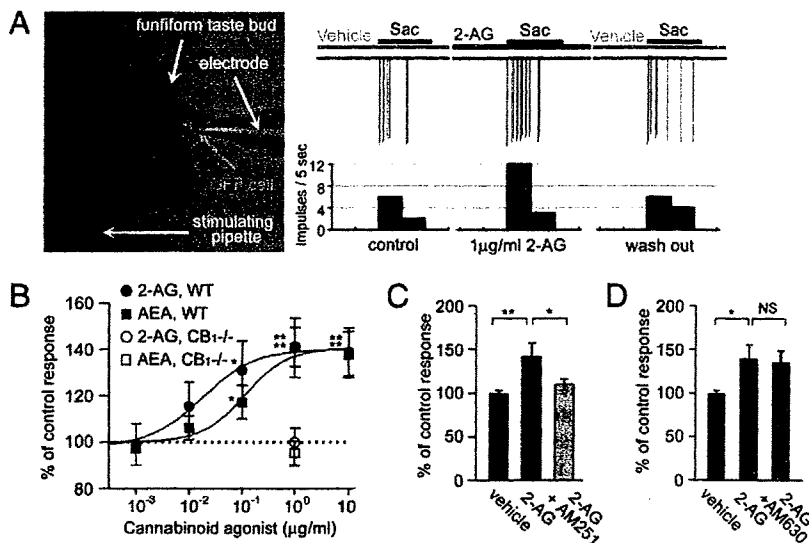 A
funfiform taste bud
electrode
GFP cell
stimulating
pipette
Vehicle Sac
2-AG Sac
Vehicle Sac
Impulses / 5 sec
12
8
4
control
1µg/ml 2-AG
wash out
B
2-AG, WT
AEA, WT
2-AG, CB1-/-
AEA, CB1-/-
% of control response
160
140
120
100
80
*
*
**
**
**
**
10-3
10-2
10-1
100
10
Cannabinoid agonist (µg/ml)
C
% of control response
200
150
100
50
0
**
*
vehicle
2-AG
2-AG
+ AM251
D
% of control response
200
150
100
50
0
*
NS
vehicle
2-AG
2-AG
+AM630